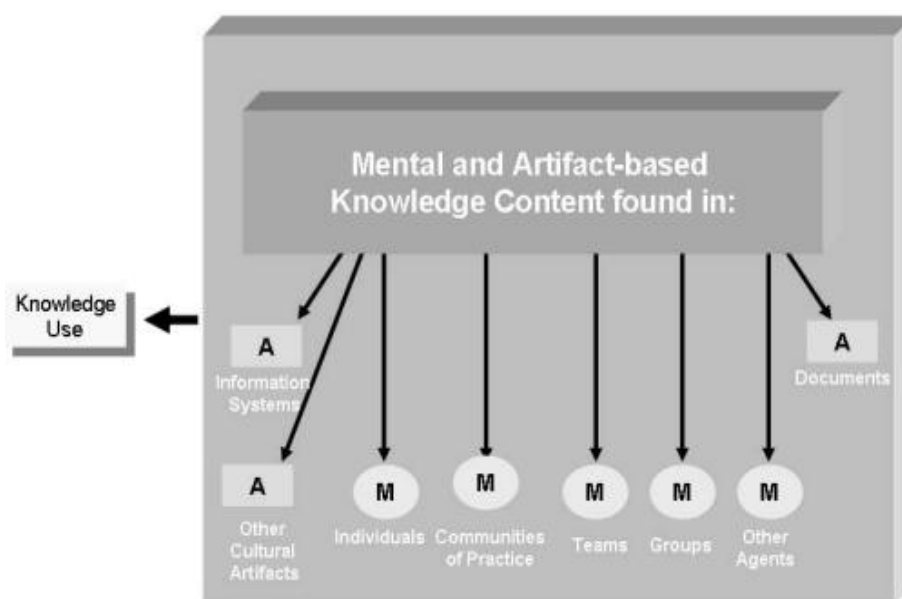 Mental and Artifact-based
Knowledge Content found in:
Knowledge
Use
A
Information
Systems
A
Documents
A
Other
Cultural
Artifacts
M
Individuals
M
Communities
of Practice
M
Teams
M
Groups
M
Other
Agents